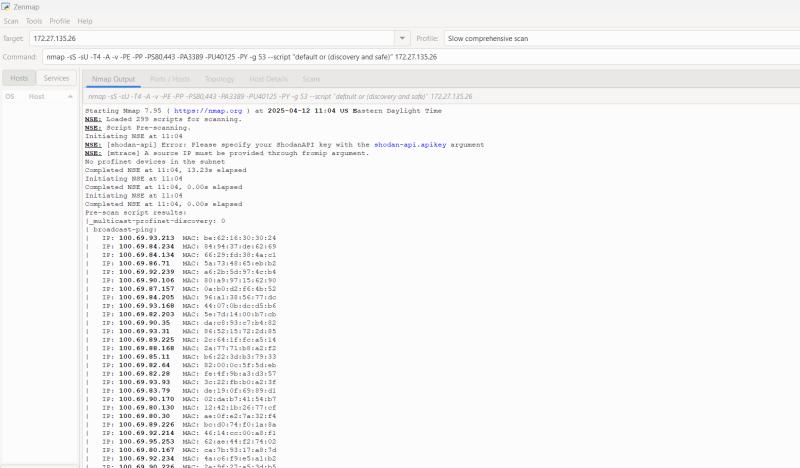 Zenmap
Scan Tools Profile Help
Target: 172.27.135.26 Profile: Slow comprehensive scan
Command: nmap -sS -sU -T4 -A -v -PE -PP -PS80,443 -PA3389 -PU40125 -PY -g 53 --script "default or (discovery and safe)" 172.27.135.26
Hosts Services Nmap Output Ports / Hosts Topology Host Details Scans
OS Host nmap -sS -sU -T4 -A -v -PE -PP -PS80,443 -PA3389 -PU40125 -PY -g 53 --script "default or (discovery and safe)" 172.27.135.26
Starting Nmap 7.95 ( https://nmap.org ) at 2025-04-12 11:04 US Eastern Daylight Time
NSE: Loaded 299 scripts for scanning.
NSE: Script Pre-scanning.
Initiating NSE at 11:04
NSE: [shodan-api] Error: Please specify your ShodanAPI key with the shodan-api.apikey argument
NSE: [mtrace] A source IP must be provided through fromip argument.
No profinet devices in the subnet
Completed NSE at 11:04, 13.23s elapsed
Initiating NSE at 11:04
Completed NSE at 11:04, 0.00s elapsed
Initiating NSE at 11:04
Completed NSE at 11:04, 0.00s elapsed
Pre-scan script results:
|_multicast-profinet-discovery: 0
| broadcast-ping:
|   IP: 100.69.93.213  MAC: be:62:16:30:30:24
|   IP: 100.69.84.234  MAC: 84:94:37:de:62:69
|   IP: 100.69.84.134  MAC: 66:29:fd:38:4a:c1
|   IP: 100.69.86.71   MAC: 5a:73:48:65:eb:b2
|   IP: 100.69.92.239  MAC: a6:2b:5d:97:4c:b4
|   IP: 100.69.90.106  MAC: 80:a9:97:15:62:90
|   IP: 100.69.87.157  MAC: 0a:b0:d2:f6:4b:52
|   IP: 100.69.84.205  MAC: 96:a1:38:56:77:dc
|   IP: 100.69.93.168  MAC: 44:07:0b:dc:d5:b6
|   IP: 100.69.82.203  MAC: 5e:7d:14:00:b7:cb
|   IP: 100.69.90.35   MAC: da:c6:93:c7:b4:82
|   IP: 100.69.93.31   MAC: 86:52:15:72:2d:85
|   IP: 100.69.89.225  MAC: 2c:64:1f:fc:a5:14
|   IP: 100.69.88.168  MAC: 2a:77:71:b8:a2:f2
|   IP: 100.69.85.11   MAC: b6:22:3d:b3:79:33
|   IP: 100.69.82.64   MAC: 82:00:0c:5f:5d:eb
|   IP: 100.69.82.28   MAC: fe:4f:9b:a3:d3:57
|   IP: 100.69.93.93   MAC: 3c:22:fb:b0:a2:3f
|   IP: 100.69.83.79   MAC: de:19:0f:69:89:d1
|   IP: 100.69.90.170  MAC: 02:da:b7:41:54:b7
|   IP: 100.69.80.130  MAC: 12:42:1b:26:77:cf
|   IP: 100.69.80.30   MAC: ae:0f:e2:7a:32:f4
|   IP: 100.69.89.226  MAC: bc:d0:74:f0:1a:8a
|   IP: 100.69.92.214  MAC: 46:14:cc:00:a8:f1
|   IP: 100.69.95.253  MAC: 62:ae:44:f2:74:02
|   IP: 100.69.80.167  MAC: ca:7b:93:17:a8:7d
|   IP: 100.69.92.234  MAC: 4a:c6:f9:e5:a1:b2
|   IP: 100.69.90.226  MAC: